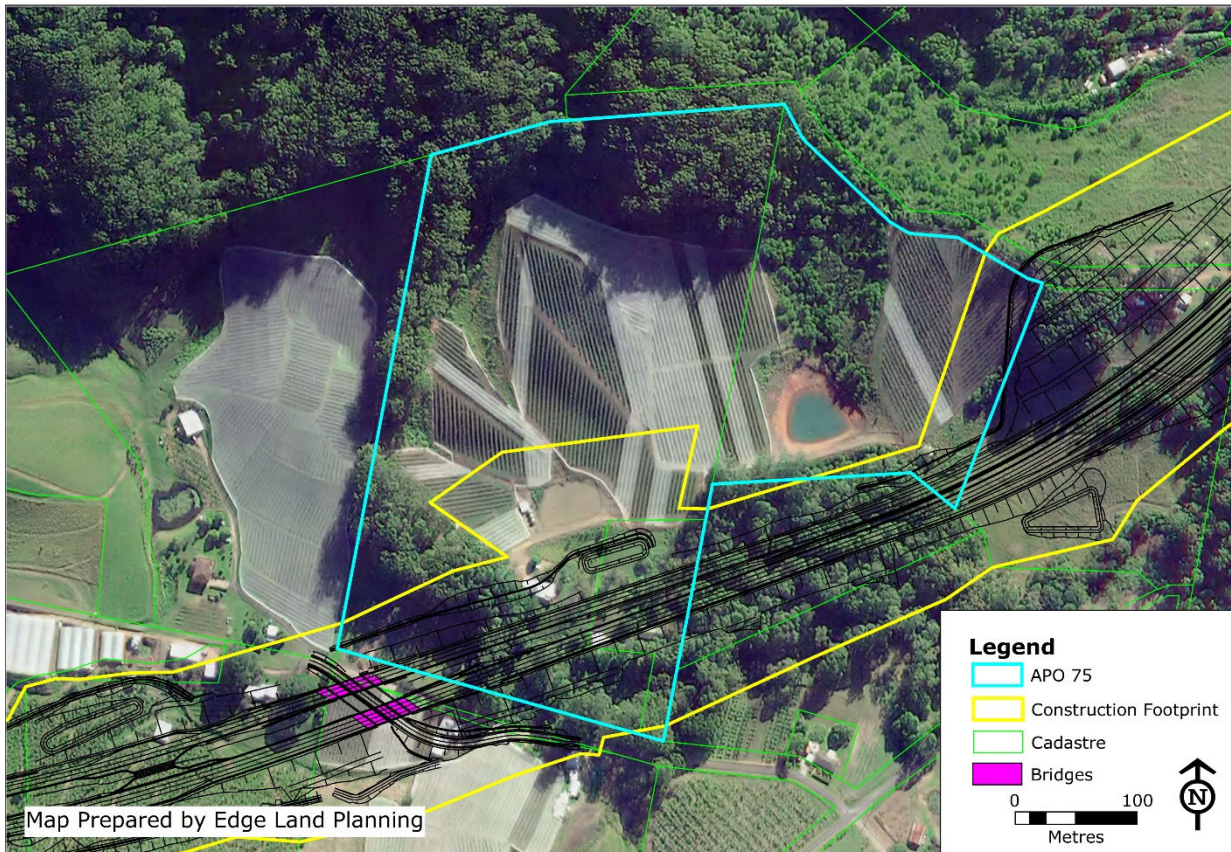 Legend
APO 75
Construction Footprint
Cadastre
Bridges
N
0 100
Metres
Map Prepared by Edge Land Planning